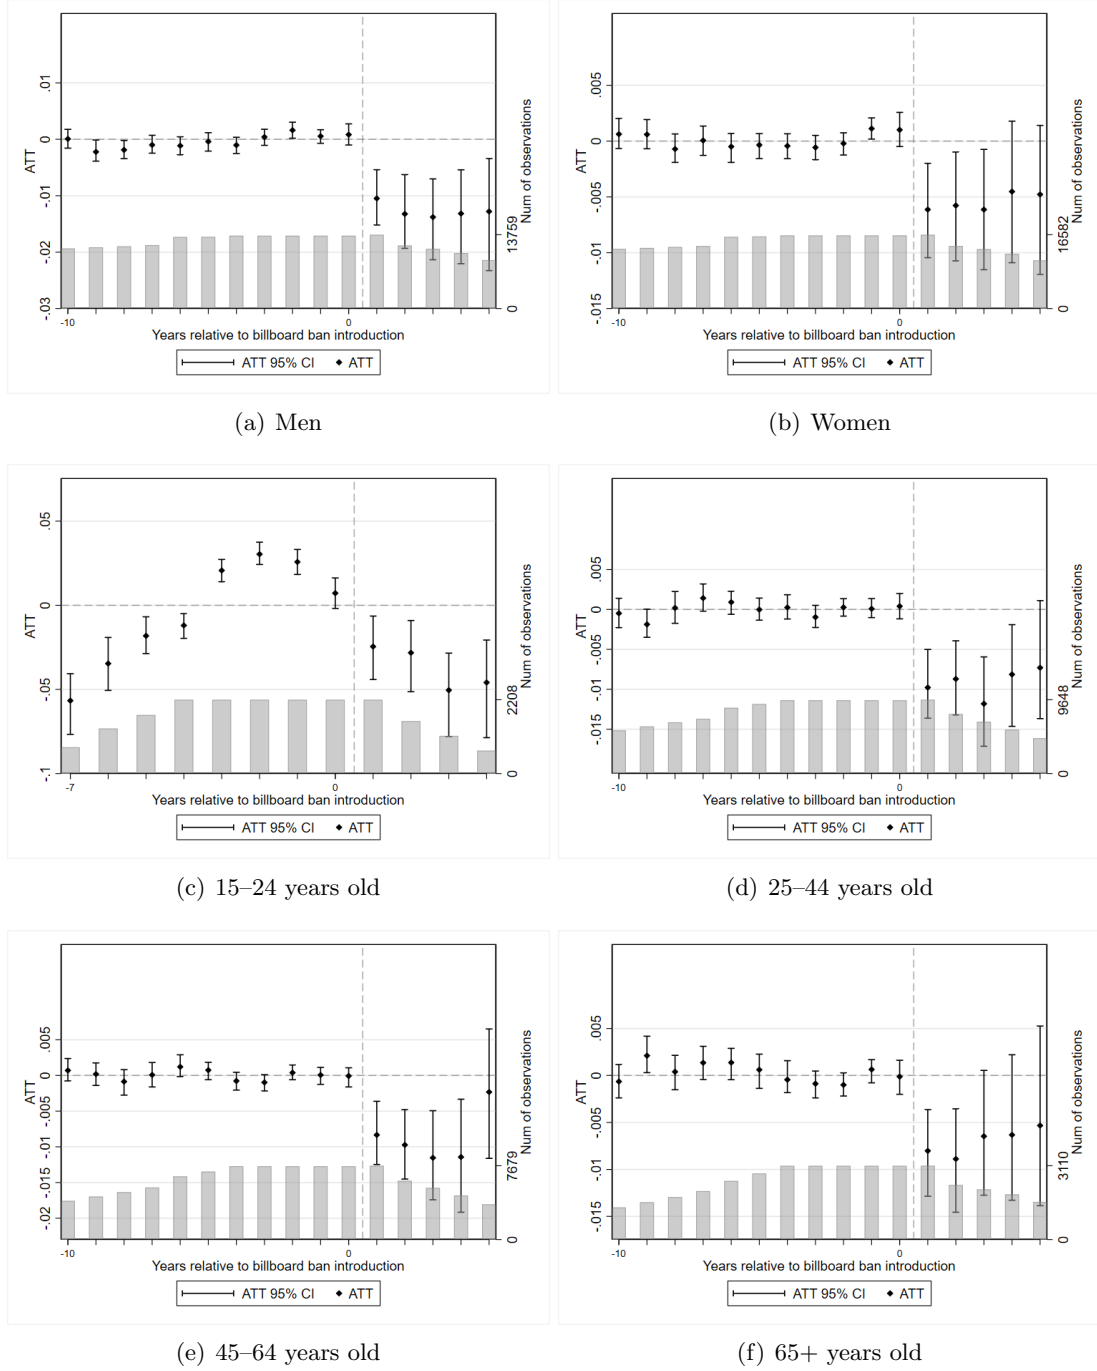 .01
0
-.01
-.02
-.03
ATT
13759
0
Num of observations
-10
0
Years relative to billboard ban introduction
ATT 95% CI
ATT
(a) Men
.005
0
-.005
-.01
-.015
ATT
16582
0
Num of observations
-10
0
Years relative to billboard ban introduction
ATT 95% CI
ATT
(b) Women
.05
0
-.05
-.1
ATT
2208
0
Num of observations
-7
0
Years relative to billboard ban introduction
ATT 95% CI
ATT
(c) 15–24 years old
.005
0
-.005
-.01
-.015
ATT
9648
0
Num of observations
-10
0
Years relative to billboard ban introduction
ATT 95% CI
ATT
(d) 25–44 years old
.005
0
-.005
-.01
-.015
-.02
ATT
7679
0
Num of observations
-10
0
Years relative to billboard ban introduction
ATT 95% CI
ATT
(e) 45–64 years old
.005
0
-.005
-.01
-.015
ATT
3110
0
Num of observations
-10
0
Years relative to billboard ban introduction
ATT 95% CI
ATT
(f) 65+ years old